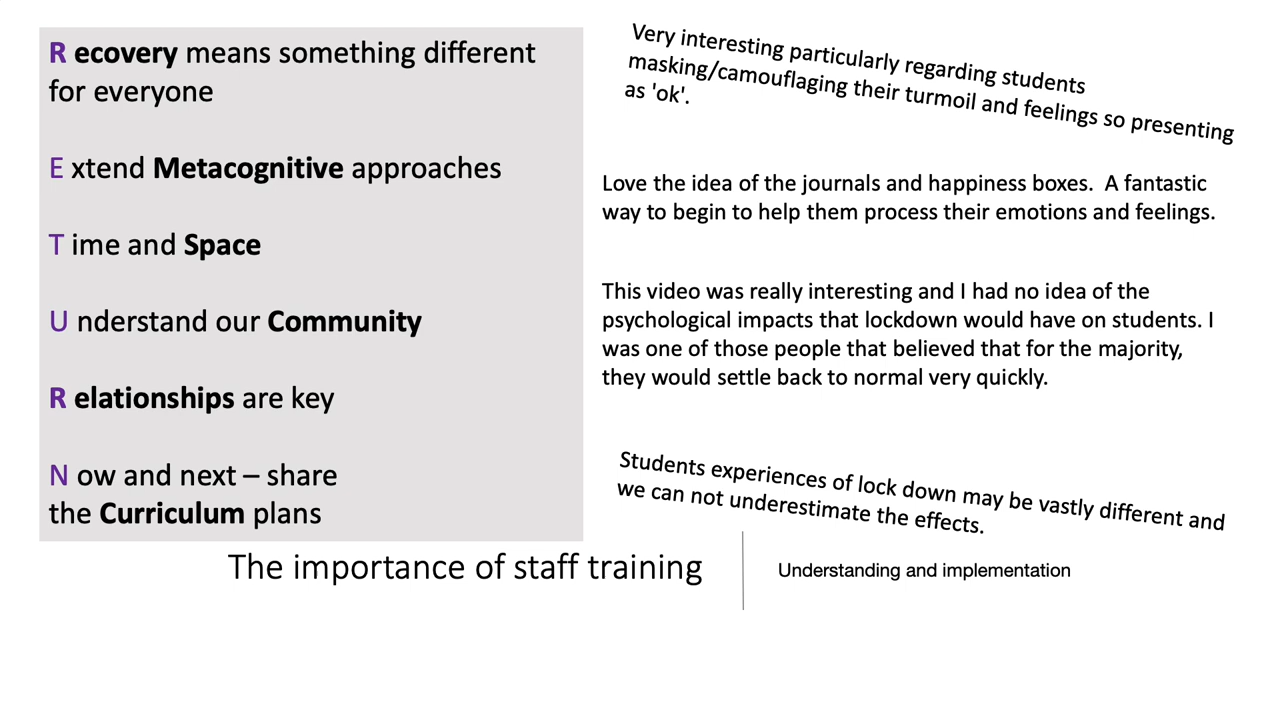 R ecovery means something different
for everyone
E xtend Metacognitive approaches
T ime and Space
U nderstand our Community
R elationships are key
N ow and next – share
the Curriculum plans
Very interesting particularly regarding students
masking/camouflaging their turmoil and feelings so presenting
as 'ok'.
Love the idea of the journals and happiness boxes.  A fantastic
way to begin to help them process their emotions and feelings.
This video was really interesting and I had no idea of the
psychological impacts that lockdown would have on students. I
was one of those people that believed that for the majority,
they would settle back to normal very quickly.
Students experiences of lock down may be vastly different and
we can not underestimate the effects.
The importance of staff training
Understanding and implementation